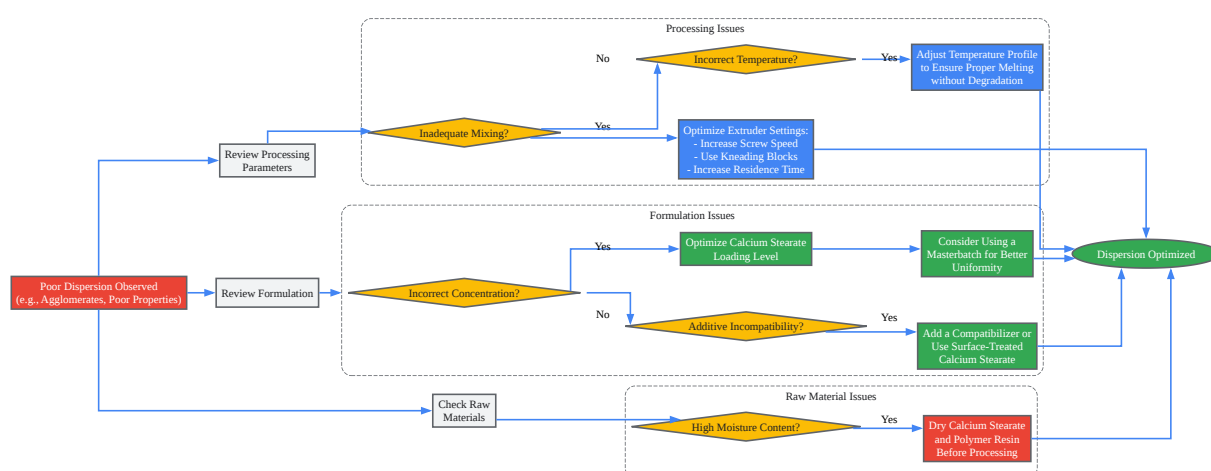 Processing Issues
No
Incorrect Temperature?
Yes
Adjust Temperature Profile
to Ensure Proper Melting
without Degradation
Inadequate Mixing?
Yes
Optimize Extruder Settings:
- Increase Screw Speed
- Use Kneading Blocks
- Increase Residence Time
Review Processing
Parameters
Formulation Issues
Yes
Optimize Calcium Stearate
Loading Level
Consider Using a
Masterbatch for Better
Uniformity
Dispersion Optimized
Poor Dispersion Observed
(e.g., Agglomerates, Poor Properties)
Review Formulation
Incorrect Concentration?
No
Additive Incompatibility?
Yes
Add a Compatibilizer or
Use Surface-Treated
Calcium Stearate
Check Raw
Materials
Raw Material Issues
High Moisture Content?
Yes
Dry Calcium Stearate
and Polymer Resin
Before Processing